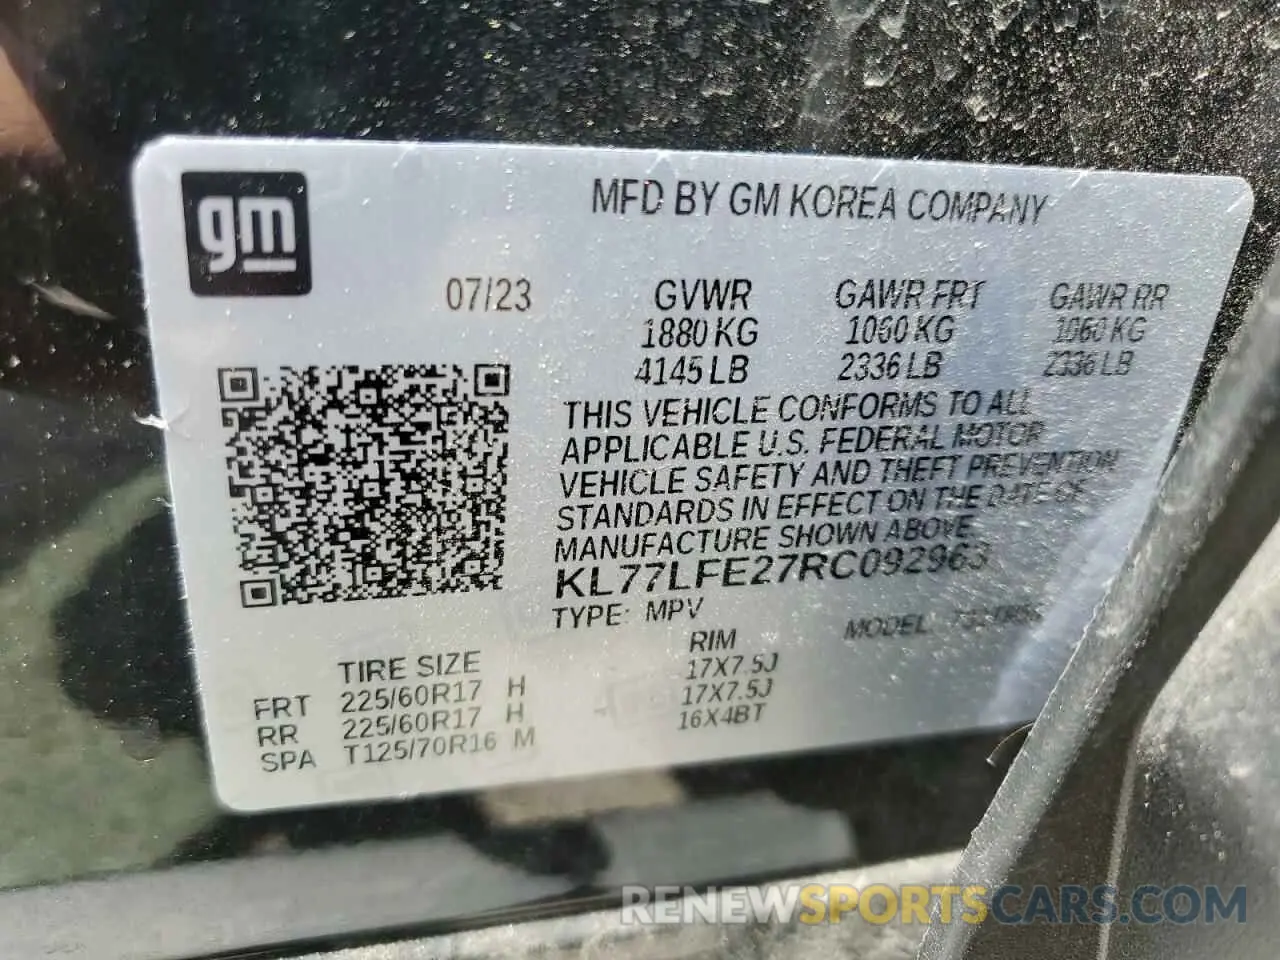 gm
MFD BY GM KOREA COMPANY
07/23 GVWR GAWR FRT GAWR RR
1880 KG 1060 KG 1060 KG
4145 LB 2336 LB 2336 LB
THIS VEHICLE CONFORMS TO ALL
APPLICABLE U.S. FEDERAL MOTOR
VEHICLE SAFETY AND THEFT PREVENTION
STANDARDS IN EFFECT ON THE DATE OF
MANUFACTURE SHOWN ABOVE
KL77LFE27RC092963
TYPE: MPV MODEL:
TIRE SIZE RIM
FRT 225/60R17 H 17X7.5J
RR 225/60R17 H 17X7.5J
SPA T125/70R16 M 16X4BT
RENEWSPORTSCARS.COM